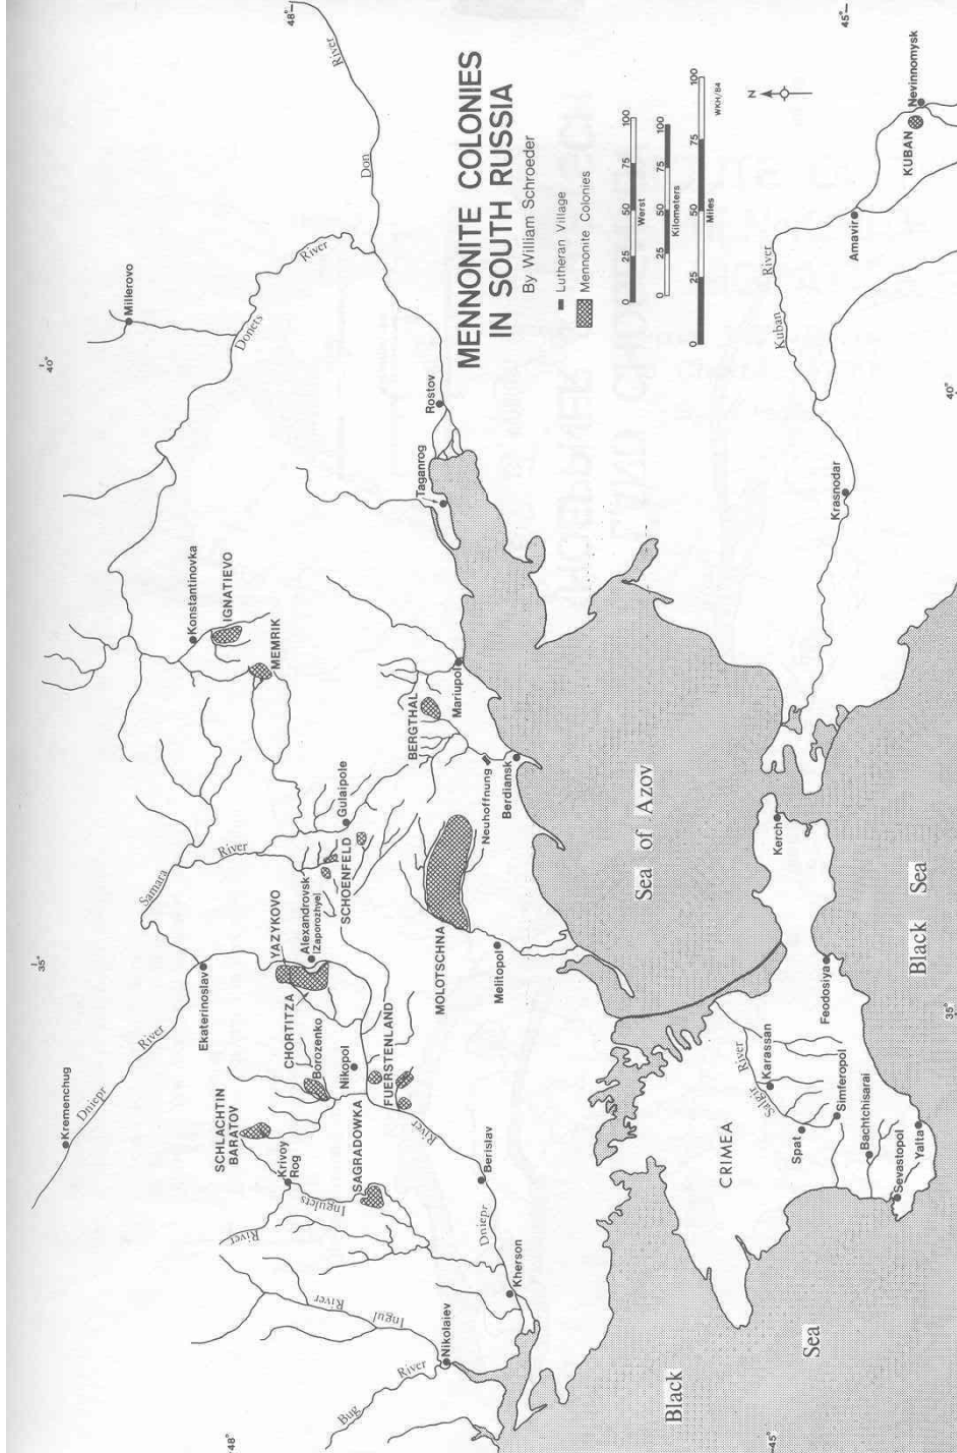 MENNONITE COLONIES
IN SOUTH RUSSIA
By William Schroeder
Lutheran Village
Mennonite Colonies
0 25 50 75 100
Werst
0 25 50 75 100
Kilometers
0 25 50 75 100
Miles
WKH/84
N
48°
45°
40°
40°
35°
35°
48°
45°
Kremenchug
Dniepr
River
Ekaterinoslav
Samara
River
Donets
River
Millerovo
Don
River
Konstantinovka
IGNATIEVO
MEMRIK
SCHLACHTIN
BARATOV
Krivoy
Rog
CHORTITZA
Borozenko
YAZYKOVO
Alexandrovsk
(Zaporozhye)
SCHOENFELD
Gulaipole
Nikopol
FUERSTENLAND
SAGRADOWKA
Ingulets
River
Ingul
River
Bug
River
Nikolaiev
Kherson
Dniepr
River
Berislav
MOLOTSCHNA
Melitopol
BERGTHAL
Mariupol
Neuhoffnung
Berdiansk
Taganrog
Rostov
Sea of Azov
CRIMEA
Salgir
River
Karassan
Spat
Simferopol
Bachtchisarai
Sevastopol
Yalta
Feodosiya
Kerch
Krasnodar
Kuban
River
Amavir
KUBAN
Nevinnomysk
Black
Sea
Black Sea